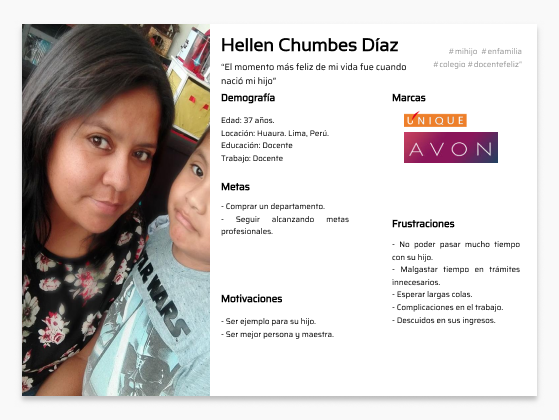 Hellen Chumbes Díaz
"El momento más feliz de mi vida fue cuando
nació mi hijo"
#mihijo #enfamilia
#colegio #docentefeliz"
Demografía
Edad: 37 años.
Locación: Huaura. Lima, Perú.
Educación: Docente
Trabajo: Docente
Metas
- Comprar un departamento.
- Seguir alcanzando metas
profesionales.
Motivaciones
- Ser ejemplo para su hijo.
- Ser mejor persona y maestra.
Marcas
UNIQUE
AVON
Frustraciones
- No poder pasar mucho tiempo
con su hijo.
- Malgastar tiempo en trámites
innecesarios.
- Esperar largas colas.
- Complicaciones en el trabajo.
- Descuidos en sus ingresos.
STAR WARS